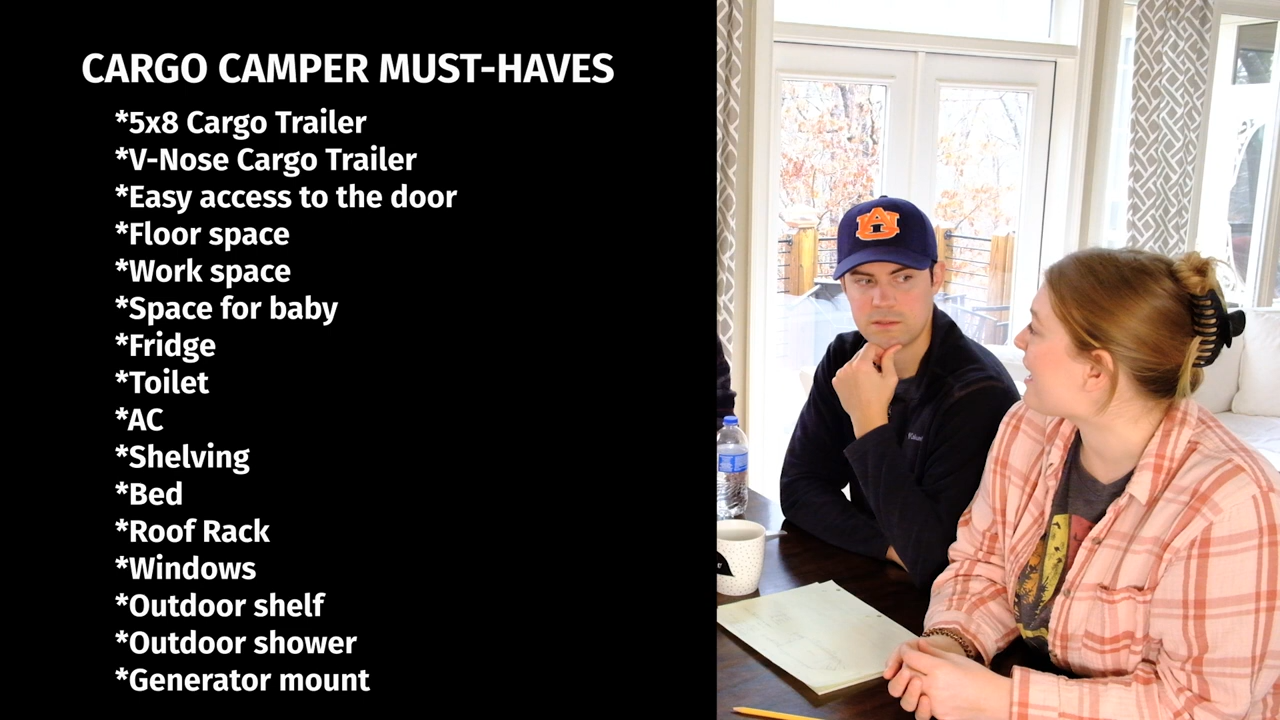 CARGO CAMPER MUST-HAVES
*5x8 Cargo Trailer
*V-Nose Cargo Trailer
*Easy access to the door
*Floor space
*Work space
*Space for baby
*Fridge
*Toilet
*AC
*Shelving
*Bed
*Roof Rack
*Windows
*Outdoor shelf
*Outdoor shower
*Generator mount
AU